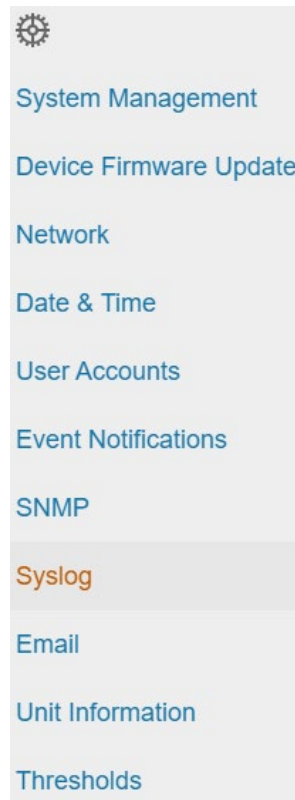 System Management
Device Firmware Update
Network
Date & Time
User Accounts
Event Notifications
SNMP
Syslog
Email
Unit Information
Thresholds